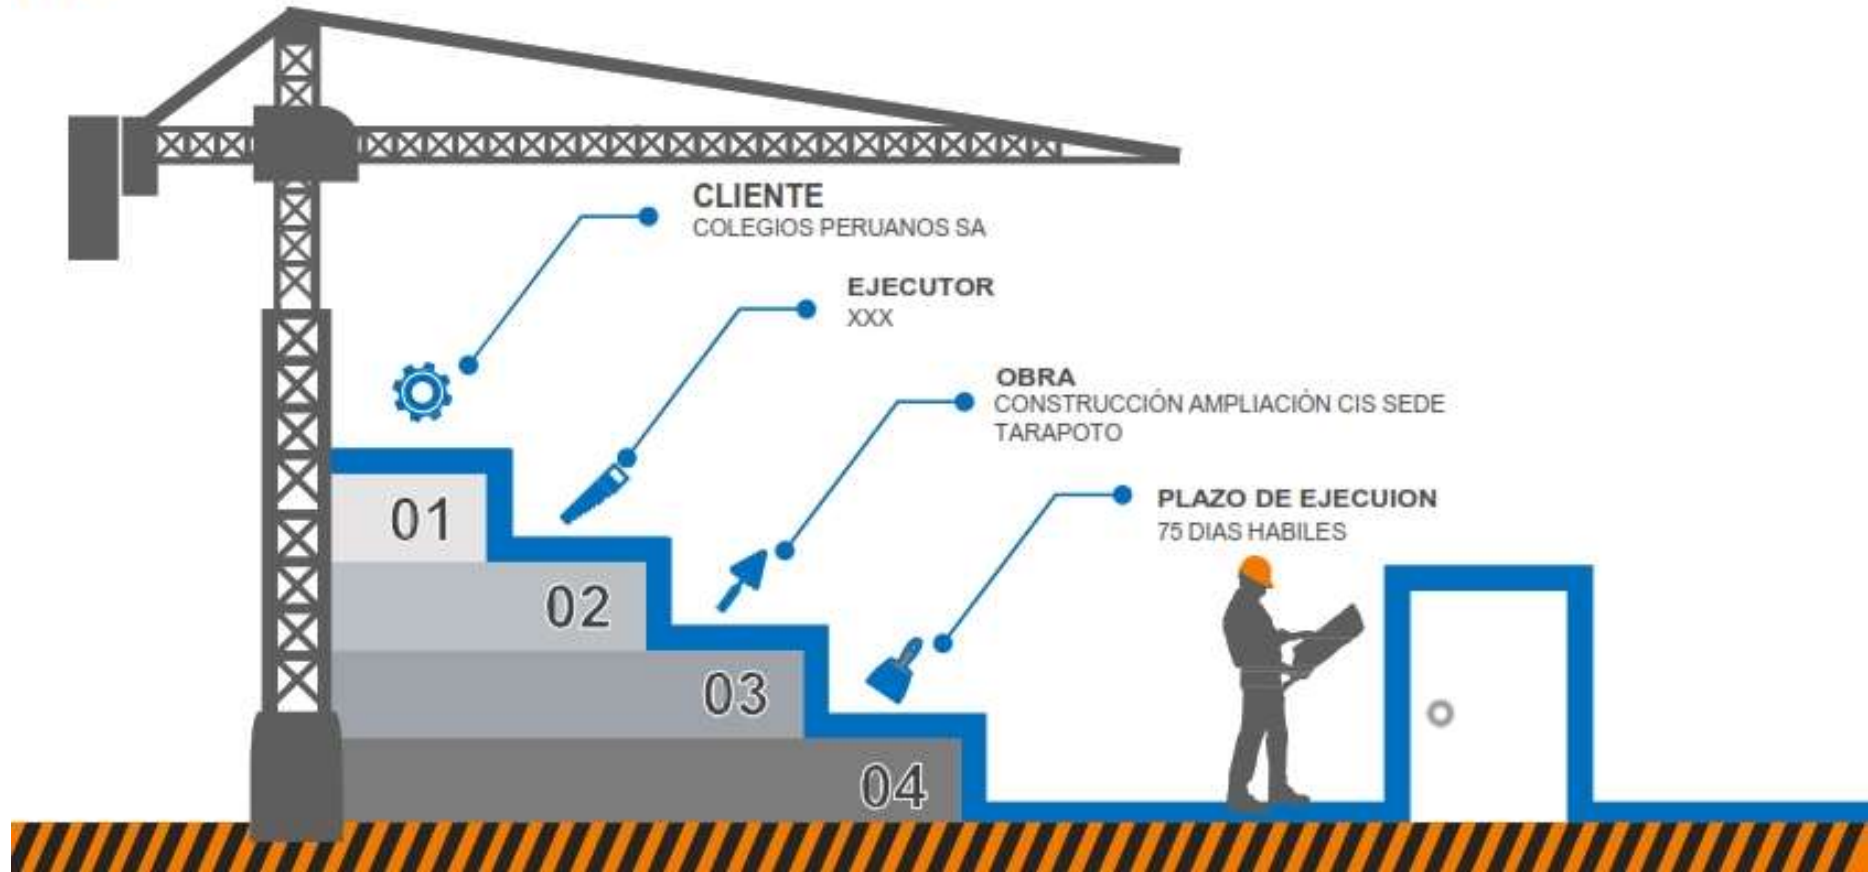 CLIENTE
COLEGIOS PERUANOS SA
EJECUTOR
XXX
OBRA
CONSTRUCCIÓN AMPLIACIÓN CIS SEDE
TARAPOTO
PLAZO DE EJECUION
75 DIAS HABILES
01
02
03
04